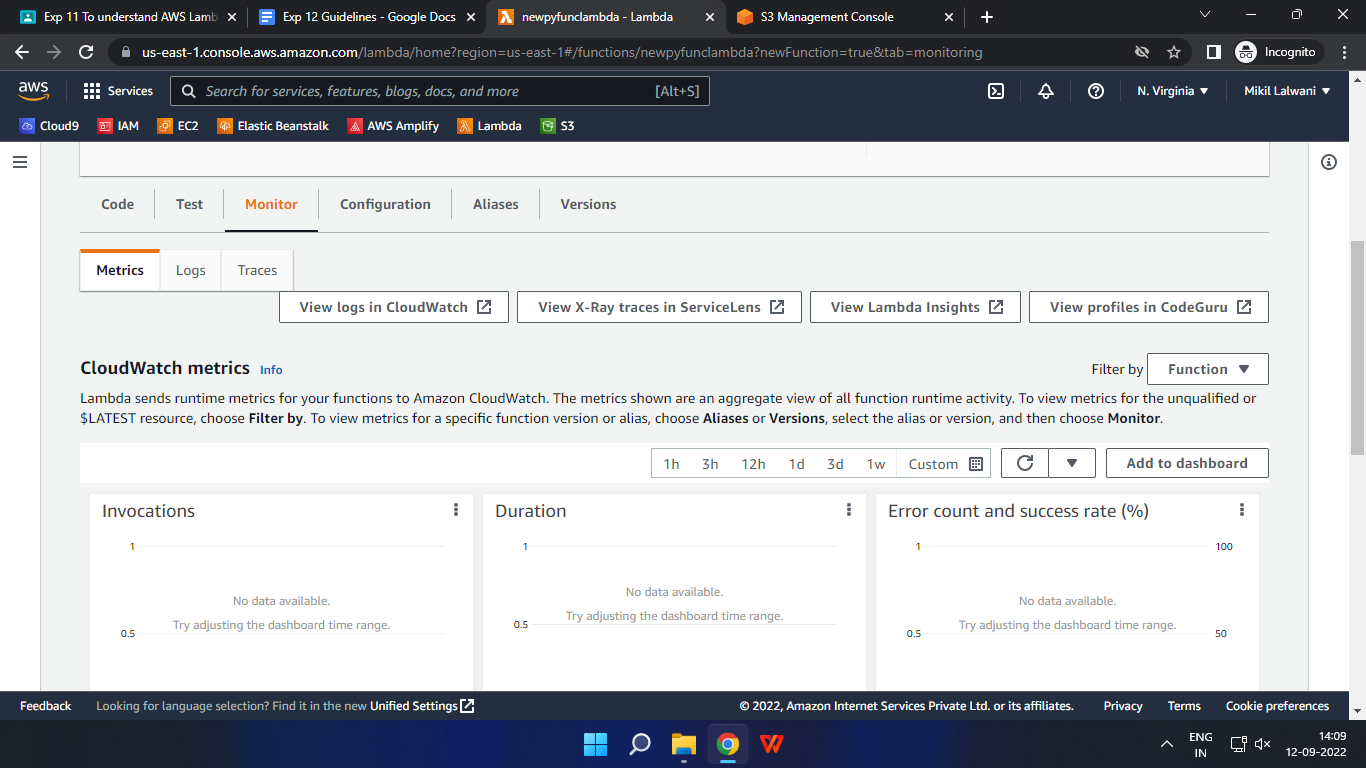 Exp 11 To understand AWS Lamb
Exp 12 Guidelines - Google Docs
newpyfunclambda - Lambda
S3 Management Console
us-east-1.console.aws.amazon.com/lambda/home?region=us-east-1#/functions/newpyfunclambda?newFunction=true&tab=monitoring
Incognito
aws
Services
Search for services, features, blogs, docs, and more
[Alt+S]
N. Virginia
Mikil Lalwani
Cloud9
IAM
EC2
Elastic Beanstalk
AWS Amplify
Lambda
S3
Code
Test
Monitor
Configuration
Aliases
Versions
Metrics
Logs
Traces
View logs in CloudWatch
View X-Ray traces in ServiceLens
View Lambda Insights
View profiles in CodeGuru
CloudWatch metrics
Info
Filter by
Function
Lambda sends runtime metrics for your functions to Amazon CloudWatch. The metrics shown are an aggregate view of all function runtime activity. To view metrics for the unqualified or
$LATEST resource, choose Filter by. To view metrics for a specific function version or alias, choose Aliases or Versions, select the alias or version, and then choose Monitor.
1h
3h
12h
1d
3d
1w
Custom
Add to dashboard
Invocations
1
No data available.
Try adjusting the dashboard time range.
0.5
Duration
1
No data available.
Try adjusting the dashboard time range.
0.5
Error count and success rate (%)
1
100
No data available.
Try adjusting the dashboard time range.
0.5
50
Feedback
Looking for language selection? Find it in the new Unified Settings
© 2022, Amazon Internet Services Private Ltd. or its affiliates.
Privacy
Terms
Cookie preferences
ENG
IN
14:09
12-09-2022